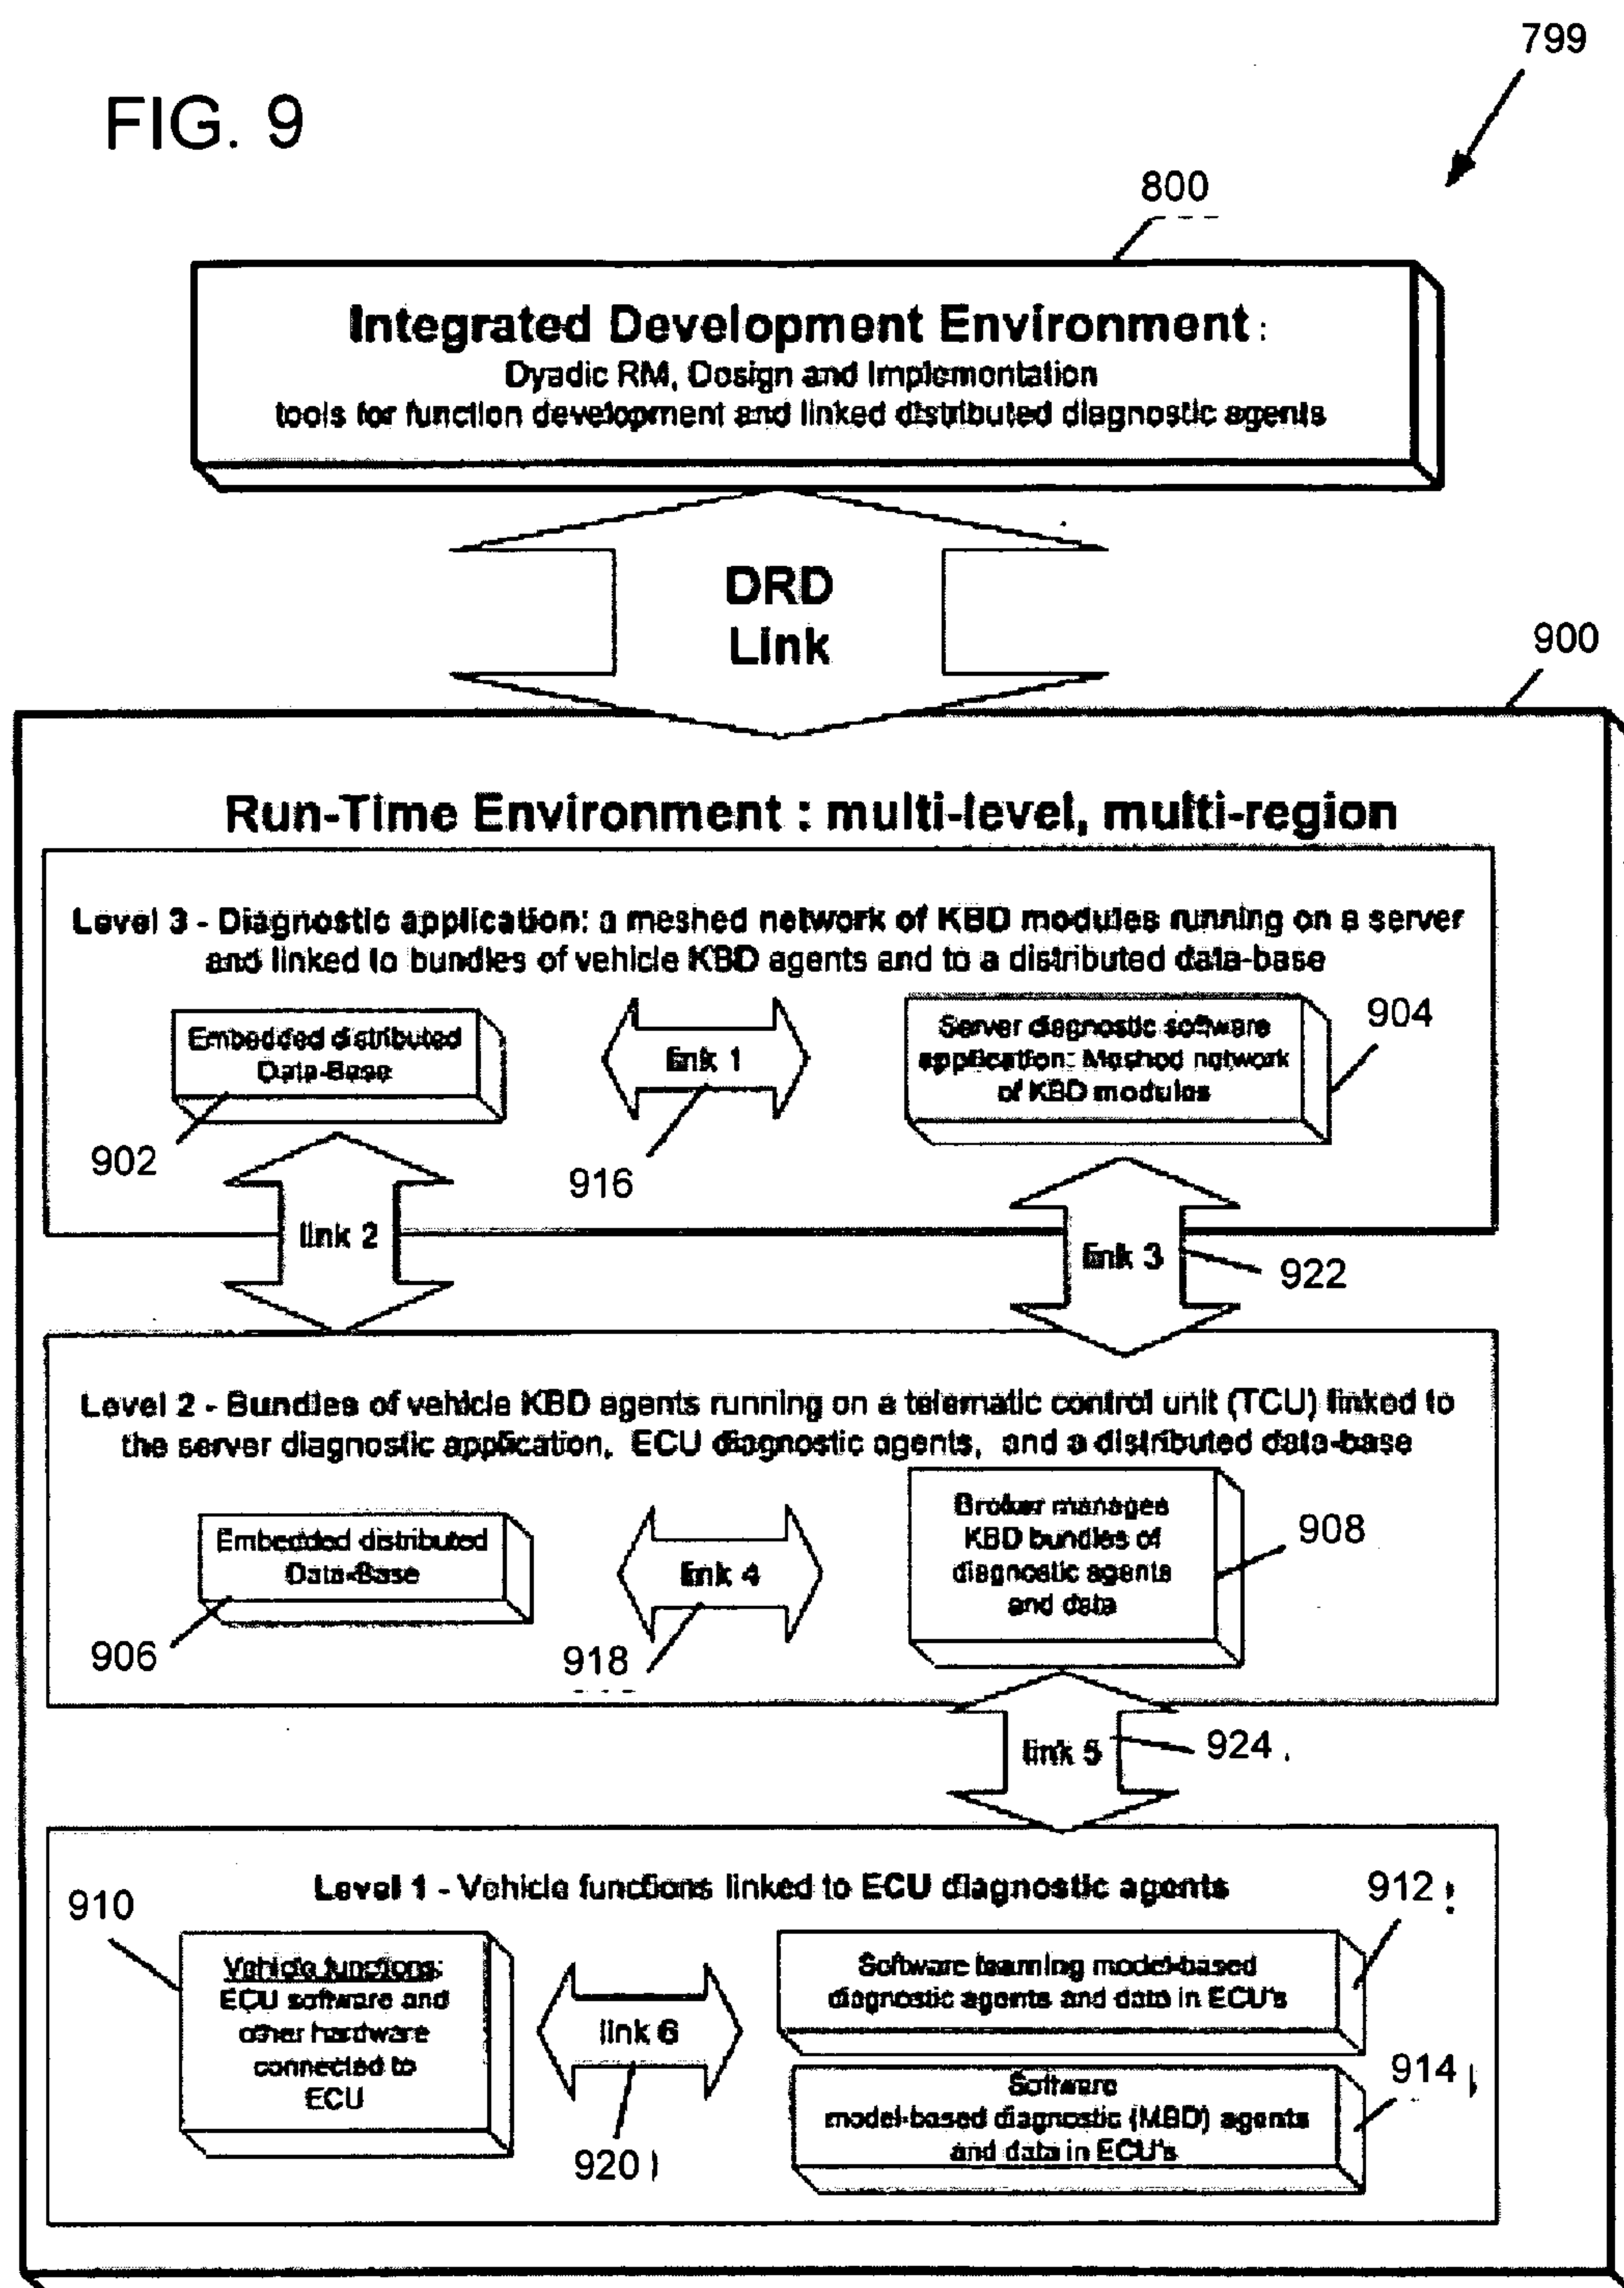 799
FIG. 9
800
Integrated Development Environment :
Dyadic RM, Dosign and Implomontation
tools for function development and linked distributed diagnostic agents
DRD
Link
900
Run-Time Environment : multi-level, multi-region
Level 3 - Diagnostic application: a meshed network of KBD modules running on a server
and linked to bundles of vehicle KBD agents and to a distributed data-base
Embedded distributed
Data-Base
link 1
Server diagnostic software
application: Meshed network
of KBD modules
904
902
916
link 2
link 3
922
Level 2 - Bundles of vehicle KBD agents running on a telematic control unit (TCU) linked to
the server diagnostic application, ECU diagnostic agents, and a distributed data-base
Embedded distributed
Data-Base
link 4
Broker manages
KBD bundles of
diagnostic agents
and data
908
906
918
link 5
924
Level 1 - Vehicle functions linked to ECU diagnostic agents
910
912
Vehicle functions:
ECU software and
other hardware
connected to
ECU
link 6
Software learning model-based
diagnostic agents and data in ECU's
914
Software
model-based diagnostic (MBD) agents
and data in ECU's
920